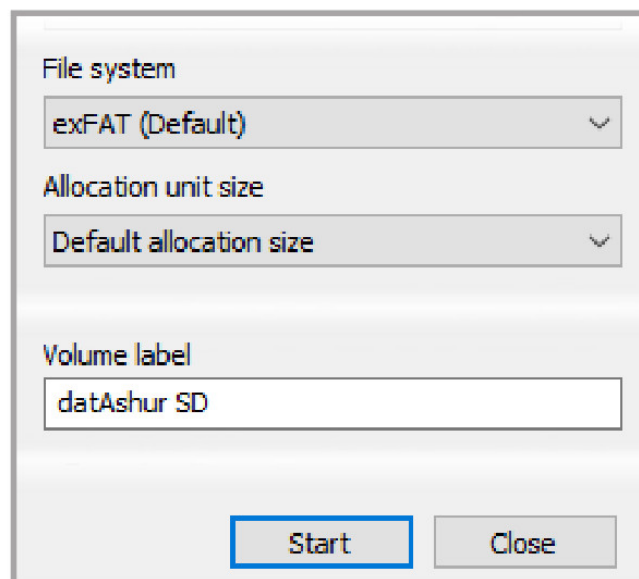 File system
exFAT (Default)
Allocation unit size
Default allocation size
Volume label
datAshur SD
Start Close